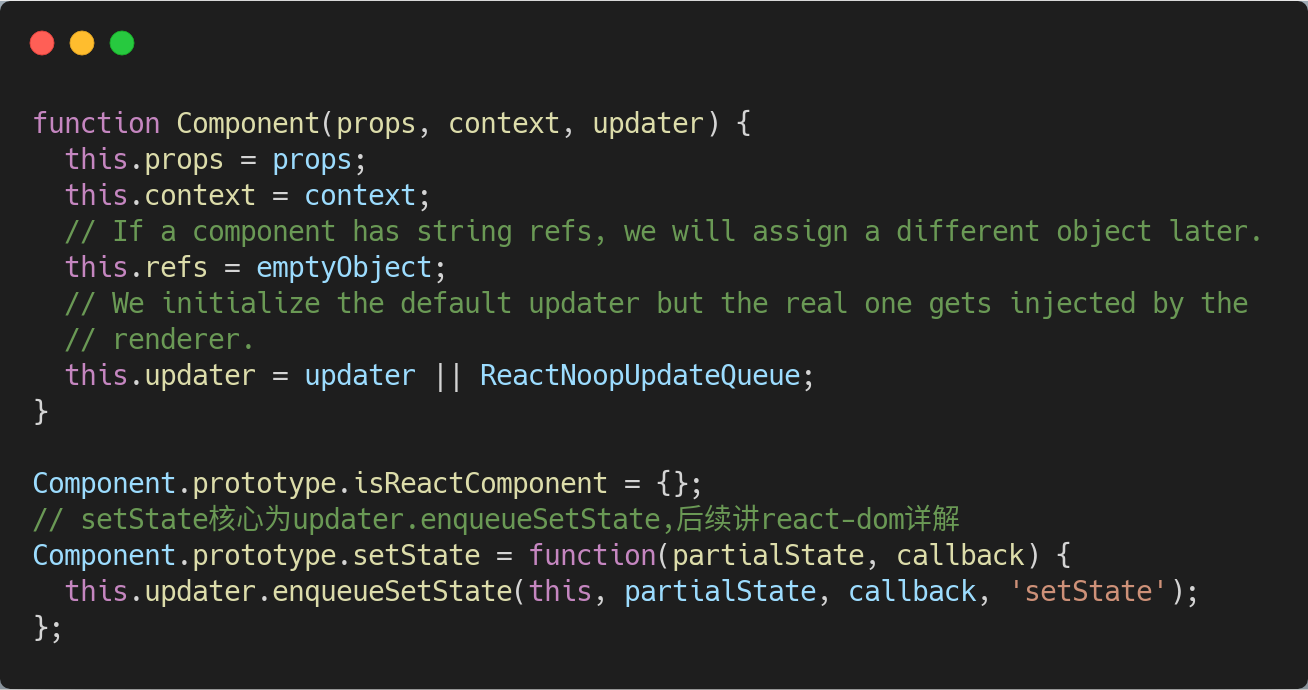 function Component(props, context, updater) {
  this.props = props;
  this.context = context;
  // If a component has string refs, we will assign a different object later.
  this.refs = emptyObject;
  // We initialize the default updater but the real one gets injected by the
  // renderer.
  this.updater = updater || ReactNoopUpdateQueue;
}

Component.prototype.isReactComponent = {};
// setState核心为updater.enqueueSetState,后续讲react-dom详解
Component.prototype.setState = function(partialState, callback) {
  this.updater.enqueueSetState(this, partialState, callback, 'setState');
};